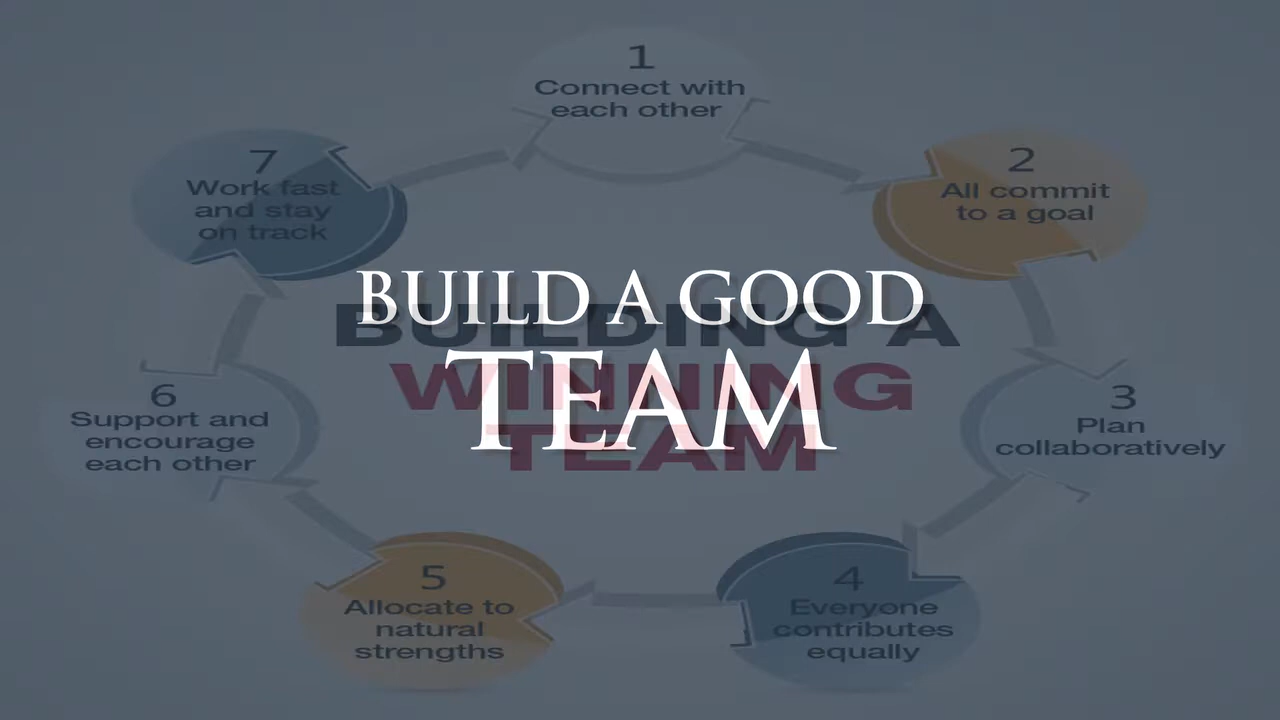 1
Connect with
each other
2
All commit
to a goal
3
Plan
collaboratively
4
Everyone
contributes
equally
5
Allocate to
natural
strengths
6
Support and
encourage
each other
7
Work fast
and stay
on track
BUILD A GOOD
TEAM
BUILDING A
WINNING
TEAM